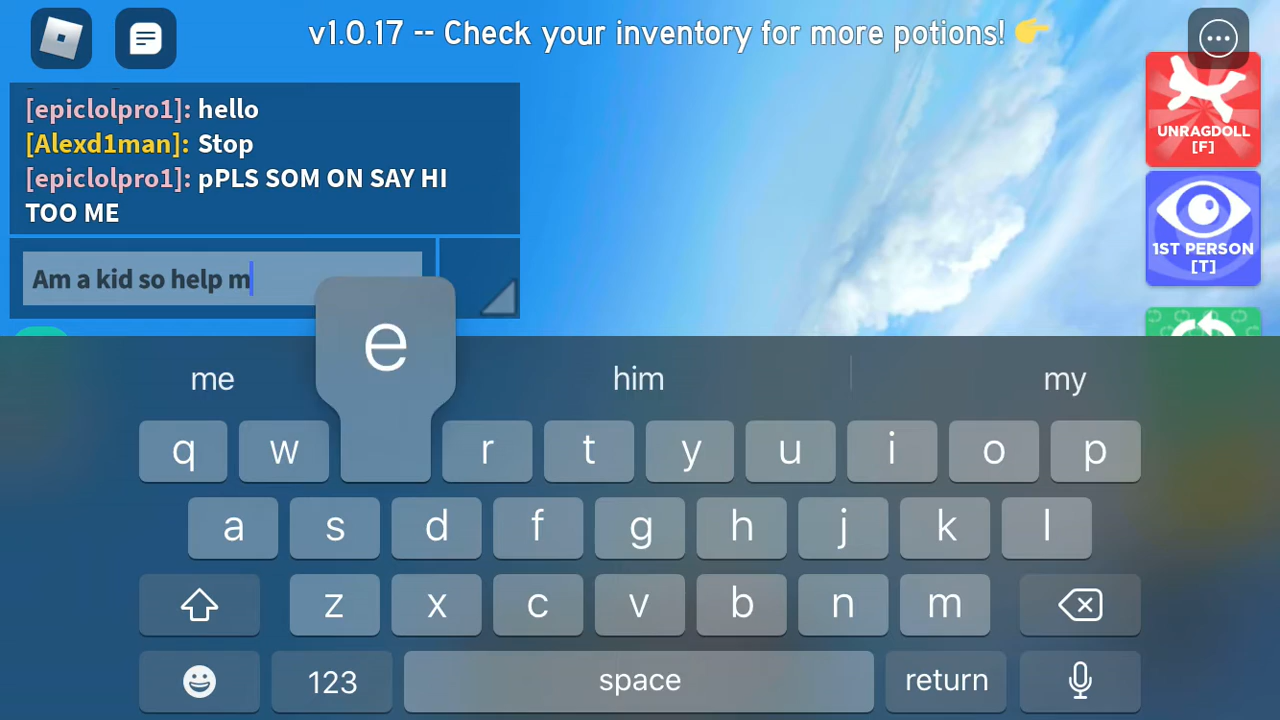 v1.0.17 -- Check your inventory for more potions! 👉
[epiclolpro1]: hello
[Alexd1man]: Stop
[epiclolpro1]: pPLS SOM ON SAY HI
TOO ME
Am a kid so help m
UNRAGDOLL
[F]
1ST PERSON
[T]
e
me him my
q w r t y u i o p
a s d f g h j k l
z x c v b n m
123 space return